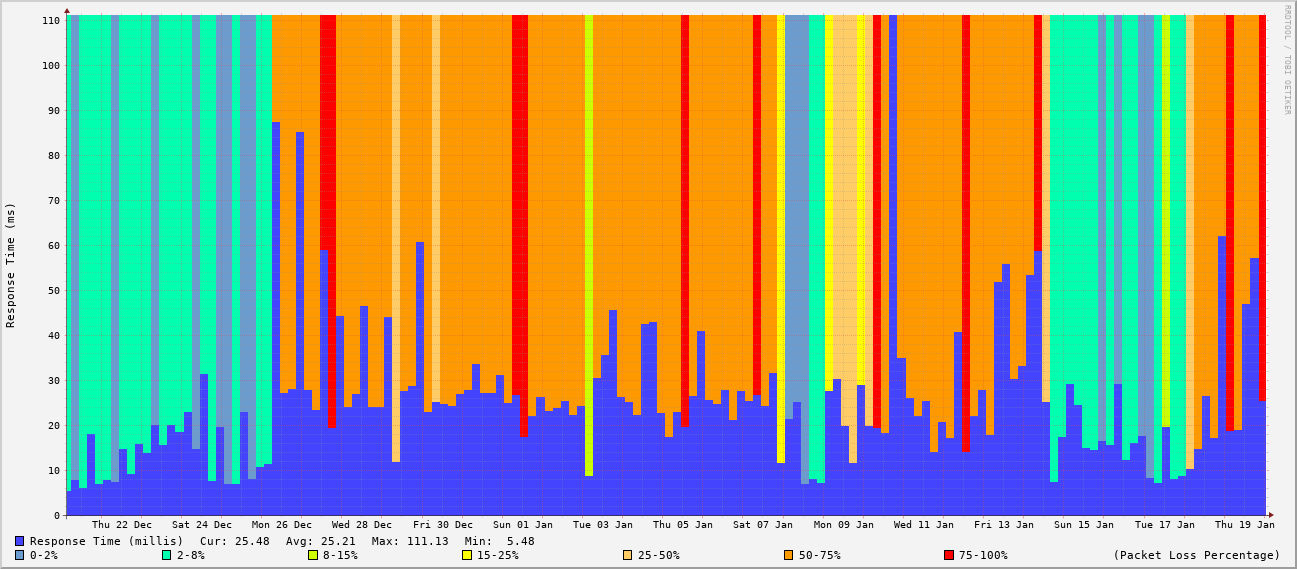 RRDTOOL / TOBI OETIKER
Response Time (ms)
110
100
90
80
70
60
50
40
30
20
10
0
Thu 22 Dec Sat 24 Dec Mon 26 Dec Wed 28 Dec Fri 30 Dec Sun 01 Jan Tue 03 Jan Thu 05 Jan Sat 07 Jan Mon 09 Jan Wed 11 Jan Fri 13 Jan Sun 15 Jan Tue 17 Jan Thu 19 Jan
Response Time (millis) Cur: 25.48 Avg: 25.21 Max: 111.13 Min: 5.48
0-2% 2-8% 8-15% 15-25% 25-50% 50-75% 75-100% (Packet Loss Percentage)